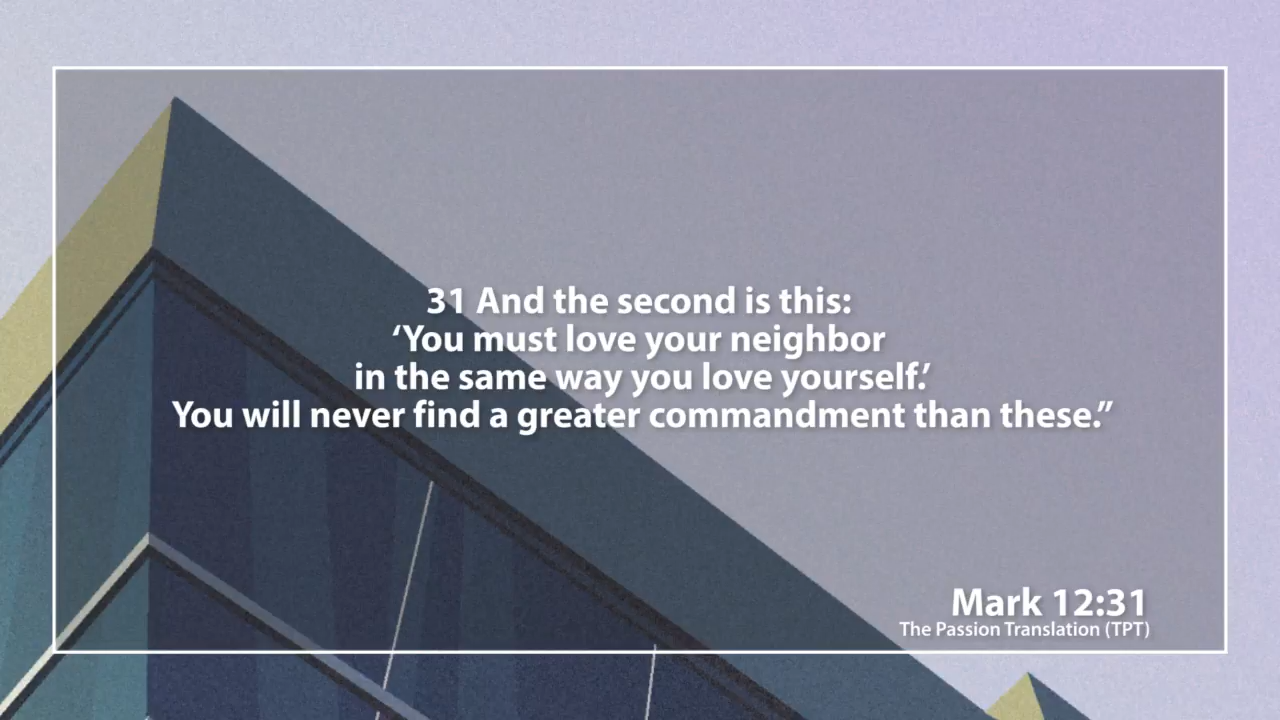 31 And the second is this:
‘You must love your neighbor
in the same way you love yourself.’
You will never find a greater commandment than these.”
Mark 12:31
The Passion Translation (TPT)